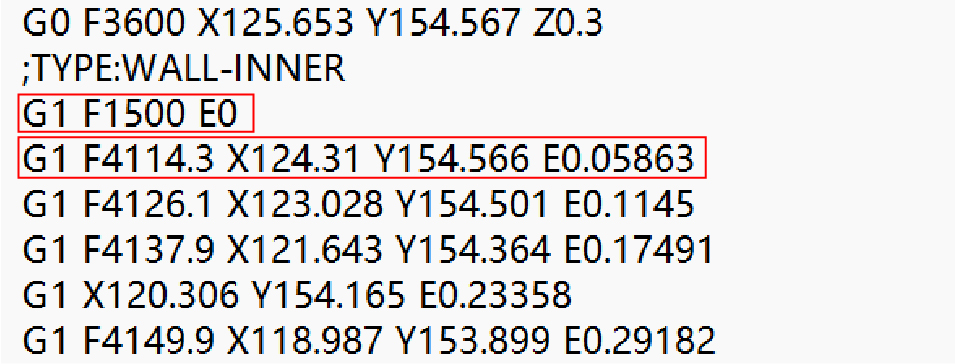 G0 F3600 X125.653 Y154.567 Z0.3
;TYPE:WALL-INNER
G1 F1500 E0
G1 F4114.3 X124.31 Y154.566 E0.05863
G1 F4126.1 X123.028 Y154.501 E0.1145
G1 F4137.9 X121.643 Y154.364 E0.17491
G1 X120.306 Y154.165 E0.23358
G1 F4149.9 X118.987 Y153.899 E0.29182